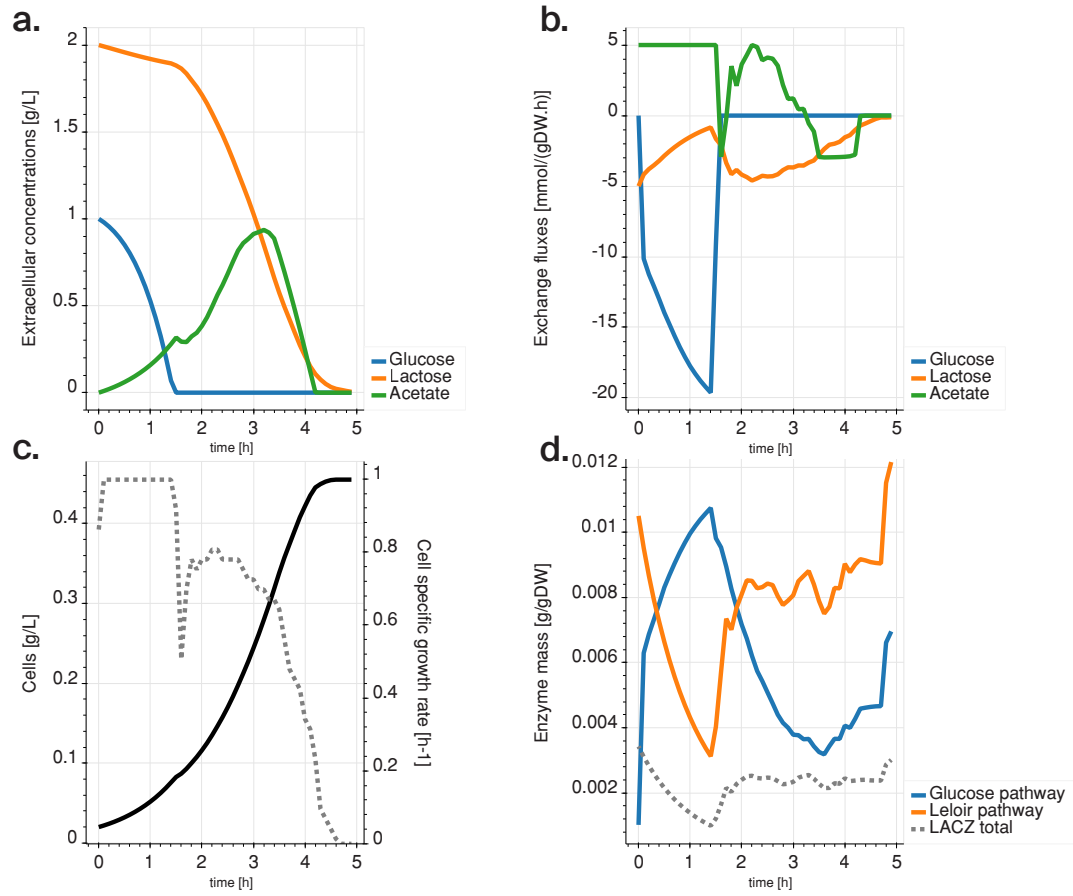 a.
Extracellular concentrations [g/L]
2
1.5
1
0.5
0
0 1 2 3 4 5
time [h]
Glucose
Lactose
Acetate
b.
Exchange fluxes [mmol/(gDW.h)]
5
0
-5
-10
-15
-20
0 1 2 3 4 5
time [h]
Glucose
Lactose
Acetate
c.
Cells [g/L]
0.4
0.3
0.2
0.1
0
0 1 2 3 4 5
time [h]
1
0.8
0.6
0.4
0.2
0
Cell specific growth rate [h-1]
d.
Enzyme mass [g/gDW]
0.012
0.01
0.008
0.006
0.004
0.002
0 1 2 3 4 5
time [h]
Glucose pathway
Leloir pathway
LACZ total